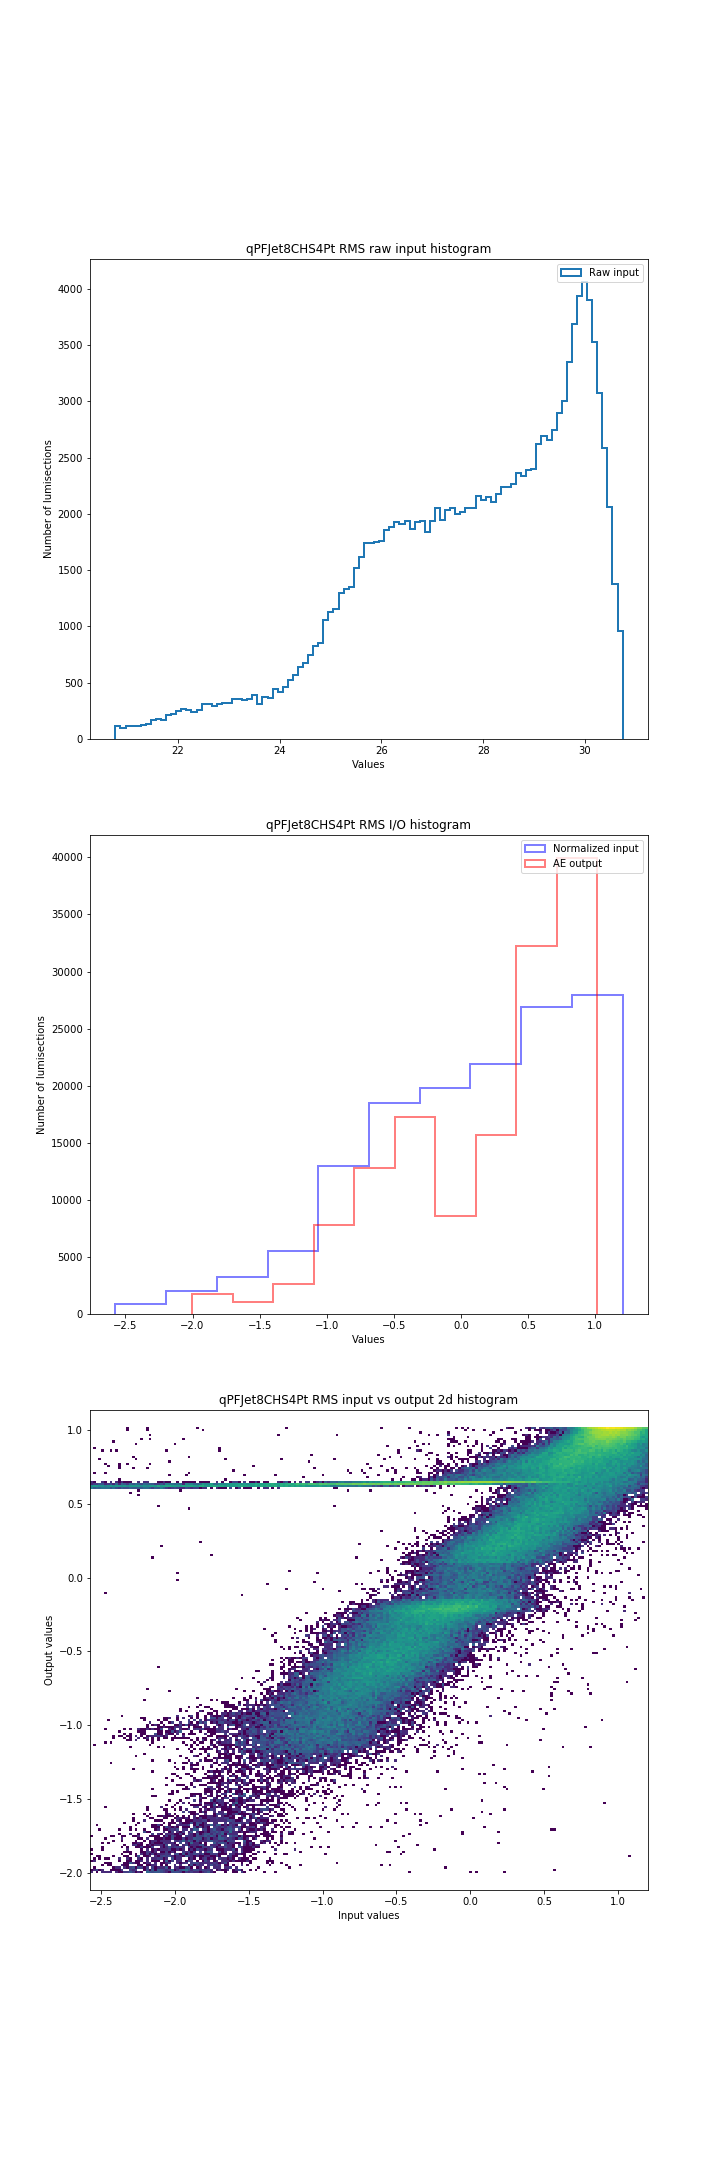 qPFJet8CHS4Pt RMS raw input histogram
Raw input
4000
3500
3000
2500
2000
1500
1000
500
0
Number of lumisections
22 24 26 28 30
Values
qPFJet8CHS4Pt RMS I/O histogram
Normalized input
AE output
40000
35000
30000
25000
20000
15000
10000
5000
0
Number of lumisections
−2.5 −2.0 −1.5 −1.0 −0.5 0.0 0.5 1.0
Values
qPFJet8CHS4Pt RMS input vs output 2d histogram
1.0
0.5
0.0
−0.5
−1.0
−1.5
−2.0
Output values
−2.5 −2.0 −1.5 −1.0 −0.5 0.0 0.5 1.0
Input values